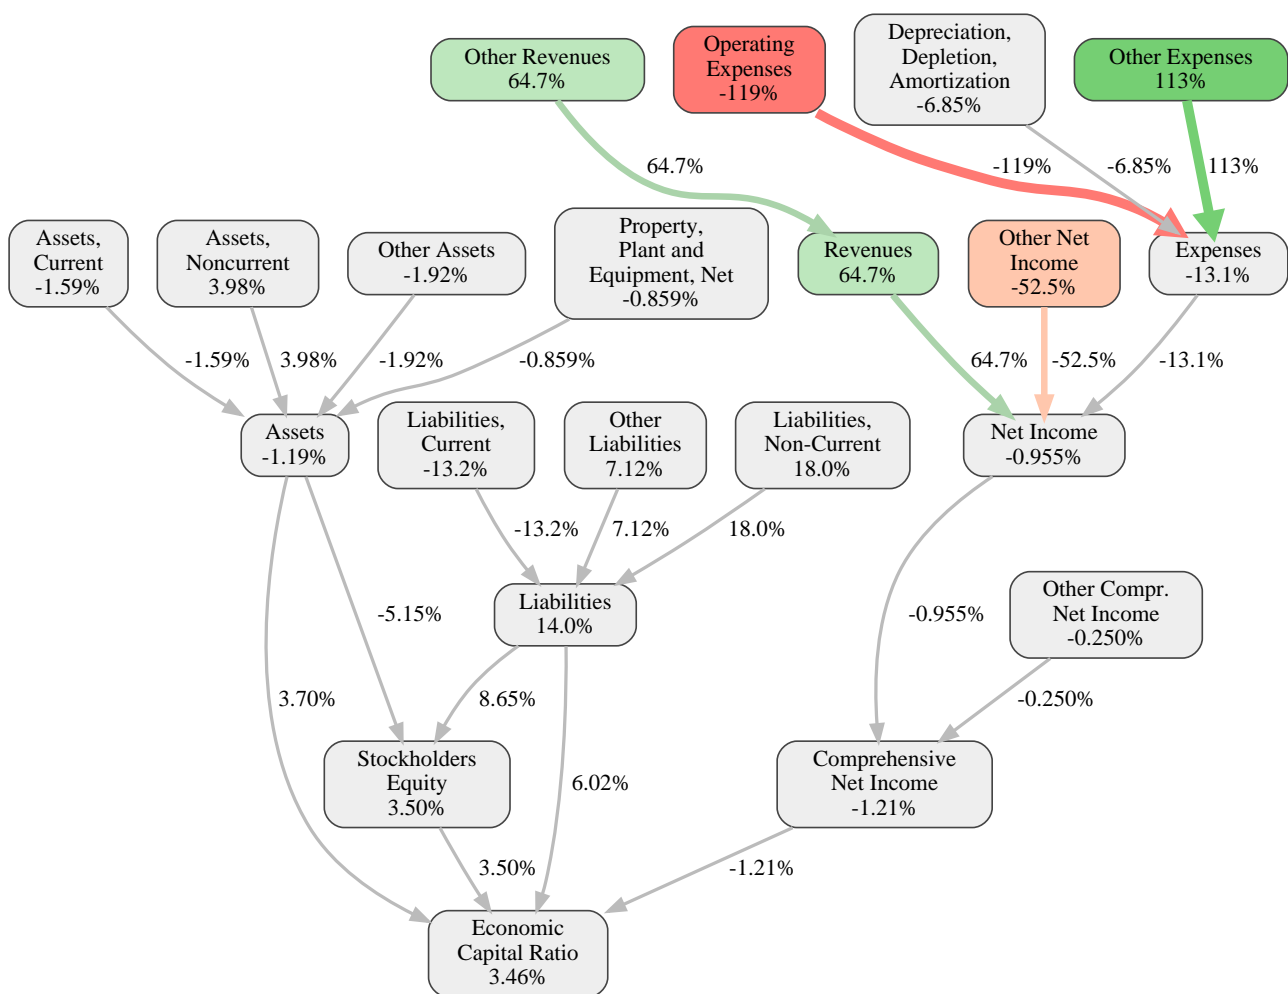 Other Revenues
64.7%
Operating
Expenses
-119%
Depreciation,
Depletion,
Amortization
-6.85%
Other Expenses
113%
64.7%
-119%
-6.85%
113%
Assets,
Current
-1.59%
Assets,
Noncurrent
3.98%
Other Assets
-1.92%
Property,
Plant and
Equipment, Net
-0.859%
Revenues
64.7%
Other Net
Income
-52.5%
Expenses
-13.1%
-1.59%
3.98%
-1.92%
-0.859%
64.7%
-52.5%
-13.1%
Assets
-1.19%
Liabilities,
Current
-13.2%
Other
Liabilities
7.12%
Liabilities,
Non-Current
18.0%
Net Income
-0.955%
-13.2%
7.12%
18.0%
Liabilities
14.0%
Other Compr.
Net Income
-0.250%
-5.15%
-0.955%
3.70%
8.65%
-0.250%
Stockholders
Equity
3.50%
6.02%
Comprehensive
Net Income
-1.21%
3.50%
-1.21%
Economic
Capital Ratio
3.46%